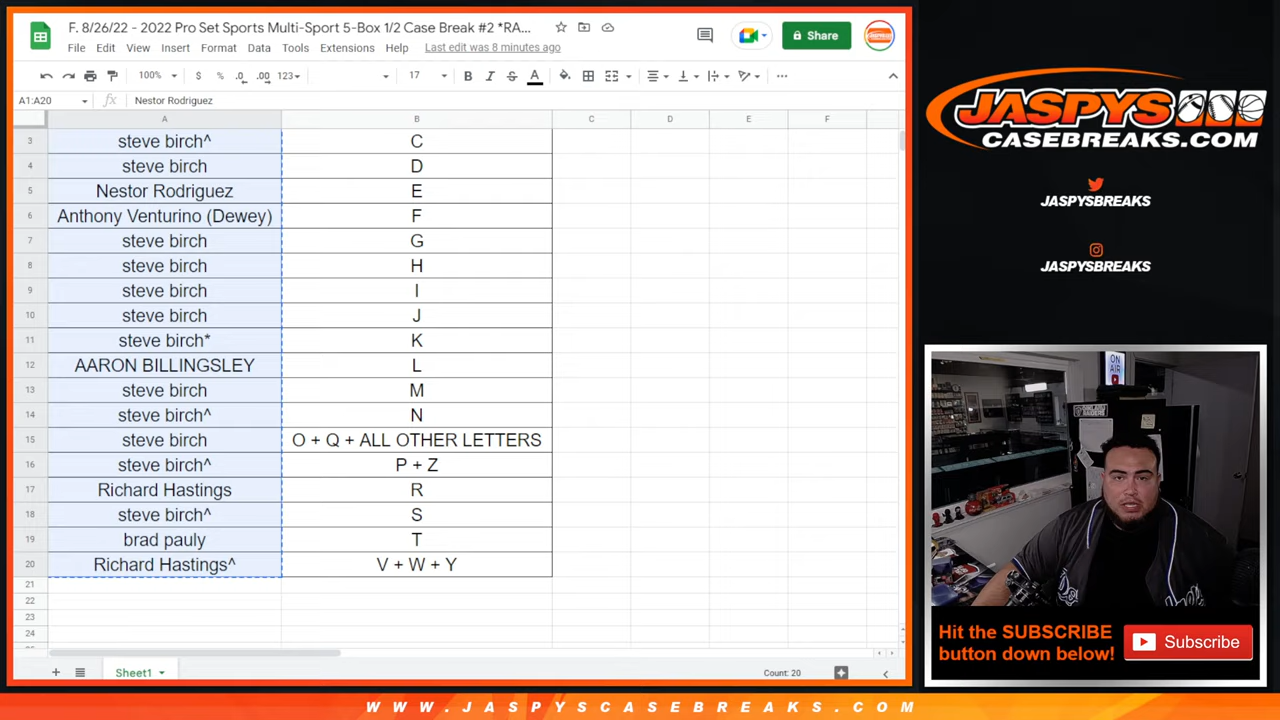 F. 8/26/22 - 2022 Pro Set Sports Multi-Sport 5-Box 1/2 Case Break #2 *RA...
File Edit View Insert Format Data Tools Extensions Help Last edit was 8 minutes ago
Share
100% $ % .0 .00 123 17 B I S A
A1:A20 fx Nestor Rodriguez
A B C D E F
3 steve birch^ C
4 steve birch D
5 Nestor Rodriguez E
6 Anthony Venturino (Dewey) F
7 steve birch G
8 steve birch H
9 steve birch I
10 steve birch J
11 steve birch* K
12 AARON BILLINGSLEY L
13 steve birch M
14 steve birch^ N
15 steve birch O + Q + ALL OTHER LETTERS
16 steve birch^ P + Z
17 Richard Hastings R
18 steve birch^ S
19 brad pauly T
20 Richard Hastings^ V + W + Y
21
22
23
24
Sheet1 Count: 20
JASPYS
CASEBREAKS.COM
JASPYSBREAKS
JASPYSBREAKS
ON
AIR
Hit the SUBSCRIBE
button down below!
Subscribe
WWW.JASPYSCASEBREAKS.COM